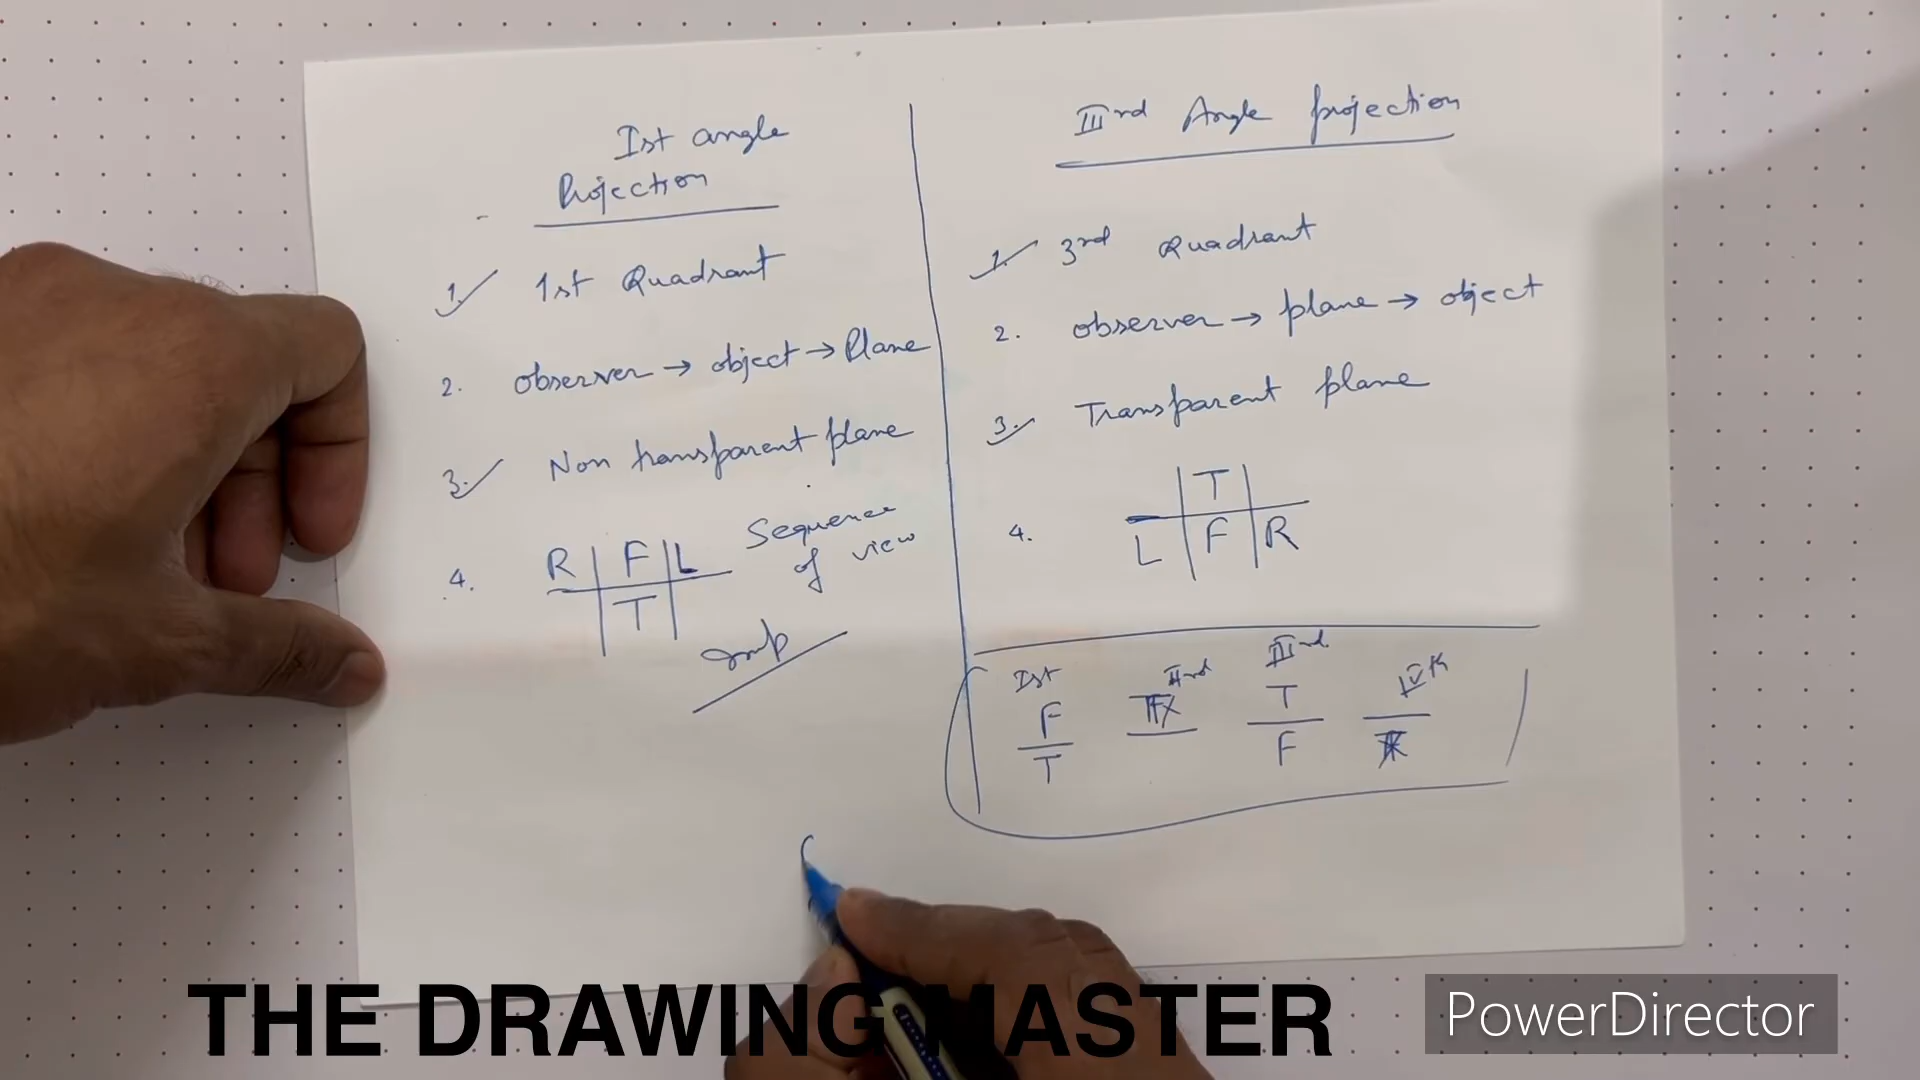 Ist angle
Projection
1. 1st Quadrant
2. Observer → object → Plane
3. Non transparent plane
4. R F L Sequence
of view
T
Imp
IIIrd Angle projection
1. 3rd Quadrant
2. Observer → plane → object
3. Transparent plane
T
4. L F R
Ist IInd IIIrd IVth
F T
T F
THE DRAWING MASTER
PowerDirector